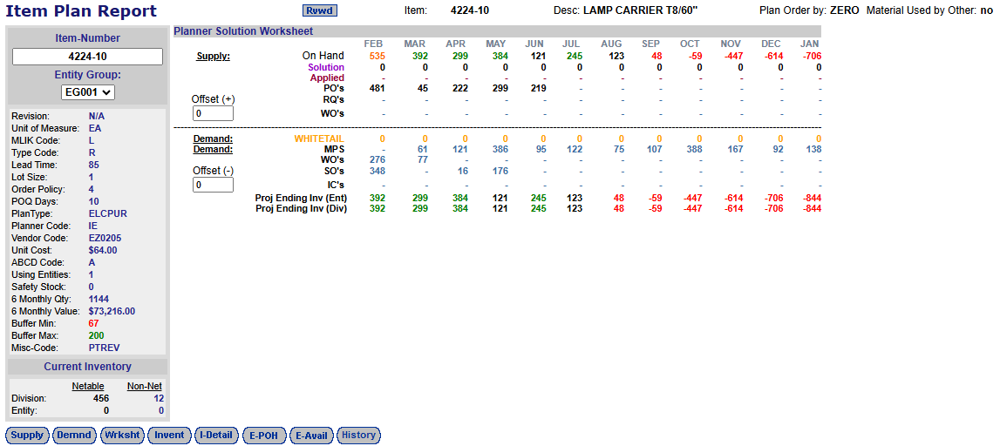 Item Plan Report Rvwd Item: 4224-10 Desc: LAMP CARRIER T8/60" Plan Order by: ZERO Material Used by Other: no
Item-Number
4224-10
Entity Group:
EG001
Revision: N/A
Unit of Measure: EA
MLIK Code: L
Type Code: R
Lead Time: 85
Lot Size: 1
Order Policy: 4
POQ Days: 10
PlanType: ELCPUR
Planner Code: IE
Vendor Code: EZ0205
Unit Cost: $64.00
ABCD Code: A
Using Entities: 1
Safety Stock: 0
6 Monthly Qty: 1144
6 Monthly Value: $73,216.00
Buffer Min: 67
Buffer Max: 200
Misc-Code: PTREV
Current Inventory
Netable Non-Net
Division: 456 12
Entity: 0 0
Planner Solution Worksheet
FEB MAR APR MAY JUN JUL AUG SEP OCT NOV DEC JAN
Supply: On Hand 535 392 299 384 121 245 123 48 -59 -447 -614 -706
Solution 0 0 0 0 0 0 0 0 0 0 0 0
Applied - - - - - - - - - - - -
PO's 481 45 222 299 219 - - - - - - -
Offset (+) RQ's - - - - - - - - - - - -
0 WO's - - - - - - - - - - - -
Demand: WHITETAIL 0 0 0 0 0 0 0 0 0 0 0 0
Demand: MPS - 61 121 386 95 122 75 107 388 167 92 138
WO's 276 77 - - - - - - - - - -
Offset (-) SO's 348 - 16 176 - - - - - - - -
0 IC's - - - - - - - - - - - -
Proj Ending Inv (Ent) 392 299 384 121 245 123 48 -59 -447 -614 -706 -844
Proj Ending Inv (Div) 392 299 384 121 245 123 48 -59 -447 -614 -706 -844
Supply Demnd Wrksht Invent I-Detail E-POH E-Avail History